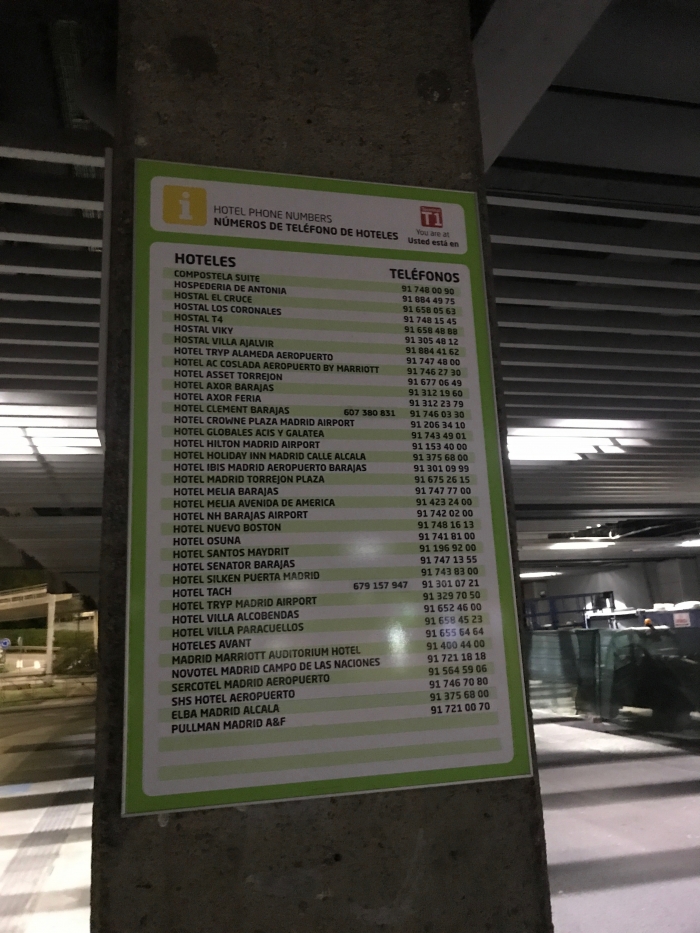 HOTEL PHONE NUMBERS
NÚMEROS DE TELÉFONO DE HOTELES
T1
You are at
Usted está en
HOTELES TELÉFONOS
COMPOSTELA SUITE 91 748 00 90
HOSPEDERIA DE ANTONIA 91 884 49 75
HOSTAL EL CRUCE 91 658 05 63
HOSTAL LOS CORONALES 91 748 15 45
HOSTAL T4 91 658 48 88
HOSTAL VIKY 91 305 48 12
HOSTAL VILLA AJALVIR 91 884 41 62
HOTEL TRYP ALAMEDA AEROPUERTO 91 747 48 00
HOTEL AC COSLADA AEROPUERTO BY MARRIOTT 91 746 27 30
HOTEL ASSET TORREJON 91 677 06 49
HOTEL AXOR BARAJAS 91 312 19 60
HOTEL AXOR FERIA 91 312 23 79
HOTEL CLEMENT BARAJAS 607 380 831 91 746 03 30
HOTEL CROWNE PLAZA MADRID AIRPORT 91 206 34 10
HOTEL GLOBALES ACIS Y GALATEA 91 743 49 01
HOTEL HILTON MADRID AIRPORT 91 153 40 00
HOTEL HOLIDAY INN MADRID CALLE ALCALA 91 375 68 00
HOTEL IBIS MADRID AEROPUERTO BARAJAS 91 301 09 99
HOTEL MADRID TORREJON PLAZA 91 675 26 15
HOTEL MELIA BARAJAS 91 747 77 00
HOTEL MELIA AVENIDA DE AMERICA 91 423 24 00
HOTEL NH BARAJAS AIRPORT 91 742 02 00
HOTEL NUEVO BOSTON 91 748 16 13
HOTEL OSUNA 91 741 81 00
HOTEL SANTOS MAYDRIT 91 196 92 00
HOTEL SENATOR BARAJAS 91 747 13 55
HOTEL SILKEN PUERTA MADRID 91 743 83 00
HOTEL TACH 679 157 947 91 301 07 21
HOTEL TRYP MADRID AIRPORT 91 329 70 50
HOTEL VILLA ALCOBENDAS 91 652 46 00
HOTEL VILLA PARACUELLOS 91 658 45 23
HOTELES AVANT 91 655 64 64
MADRID MARRIOTT AUDITORIUM HOTEL 91 400 44 00
NOVOTEL MADRID CAMPO DE LAS NACIONES 91 721 18 18
SERCOTEL MADRID AEROPUERTO 91 564 59 06
SHS HOTEL AEROPUERTO 91 746 70 80
ELBA MADRID ALCALA 91 375 68 00
PULLMAN MADRID A&F 91 721 00 70